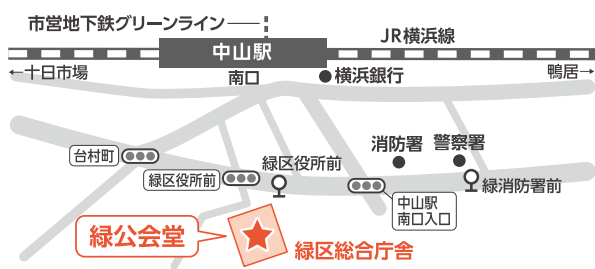 市営地下鉄グリーンライン
JR横浜線
中山駅
←十日市場
南口
横浜銀行
鴨居→
消防署
警察署
台村町
緑区役所前
緑区役所前
緑消防署前
中山駅
南口入口
緑公会堂
緑区総合庁舎